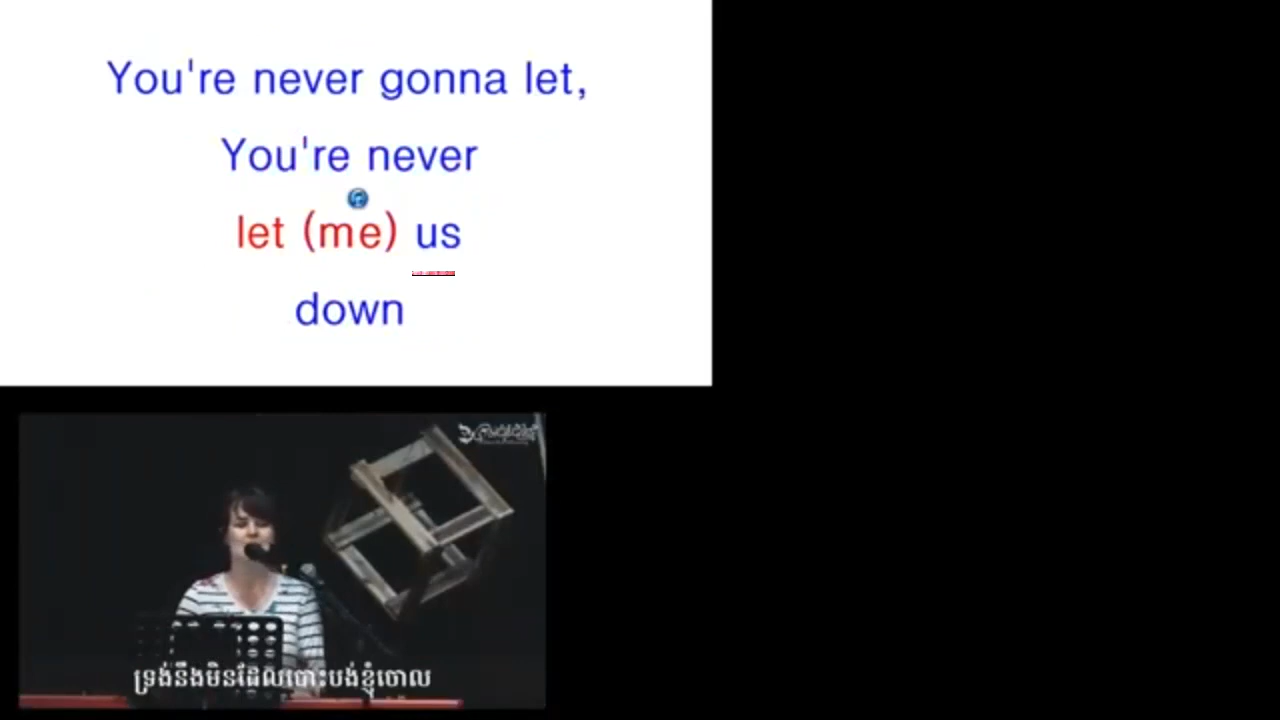 You're never gonna let,
You're never
let (me) us
down
ទ្រង់នឹងមិនដែលបោះបង់ខ្ញុំចោល